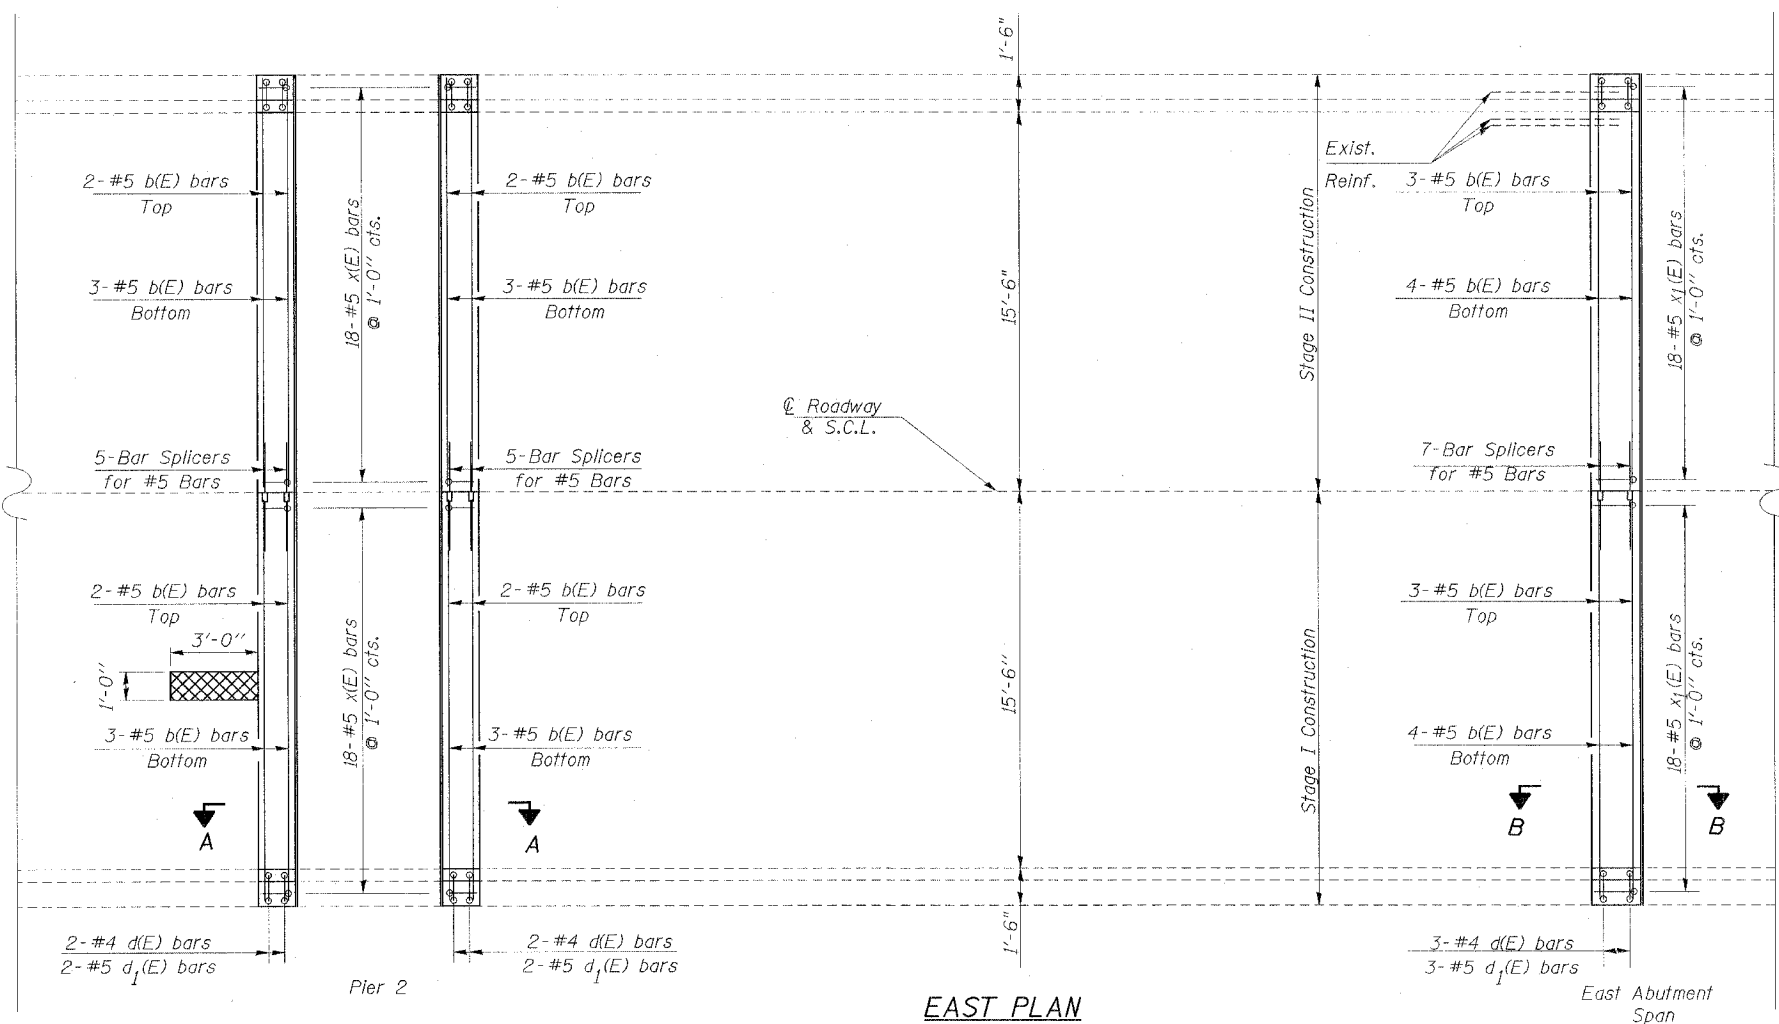 1'-6"
2-#5 b(E) bars
Top
18-#5 x(E) bars
@ 1'-0" cts.
2-#5 b(E) bars
Top
15'-6"
Stage II Construction
Exist.
Reinf.
3-#5 b(E) bars
Top
18-#5 x1(E) bars
@ 1'-0" cts.
3-#5 b(E) bars
Bottom
3-#5 b(E) bars
Bottom
4-#5 b(E) bars
Bottom
℄ Roadway
& S.C.L.
5-Bar Splicers
for #5 Bars
5-Bar Splicers
for #5 Bars
7-Bar Splicers
for #5 Bars
2-#5 b(E) bars
Top
3'-0"
1'-0"
18-#5 x(E) bars
@ 1'-0" cts.
2-#5 b(E) bars
Top
15'-6"
Stage I Construction
3-#5 b(E) bars
Top
18-#5 x1(E) bars
@ 1'-0" cts.
3-#5 b(E) bars
Bottom
3-#5 b(E) bars
Bottom
4-#5 b(E) bars
Bottom
A
A
B
B
2-#4 d(E) bars
2-#5 d1(E) bars
2-#4 d(E) bars
2-#5 d1(E) bars
1'-6"
3-#4 d(E) bars
3-#5 d1(E) bars
Pier 2
EAST PLAN
East Abutment
Span